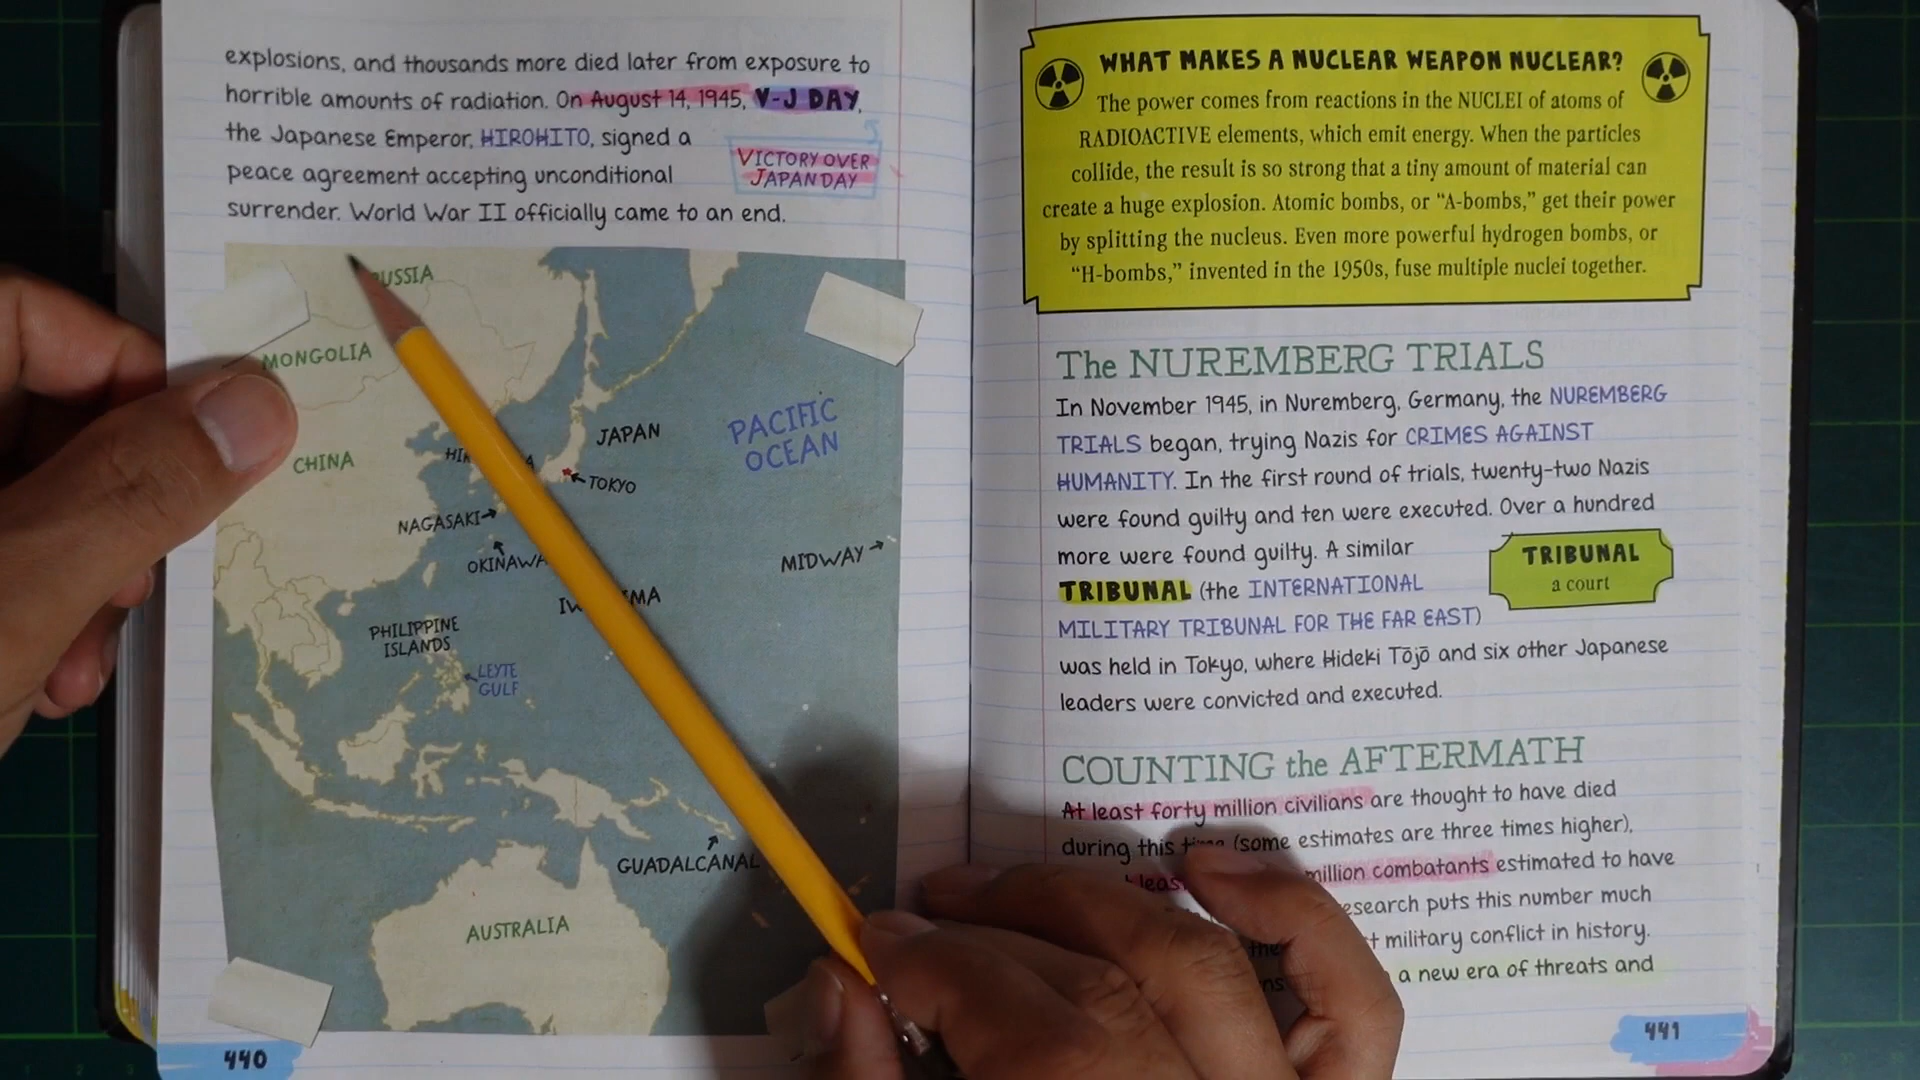 explosions, and thousands more died later from exposure to
horrible amounts of radiation. On August 14, 1945, V-J DAY,
the Japanese Emperor, HIROHITO, signed a
peace agreement accepting unconditional
surrender. World War II officially came to an end.
VICTORY OVER
JAPAN DAY
RUSSIA
MONGOLIA
CHINA
JAPAN
TOKYO
PACIFIC
OCEAN
NAGASAKI
OKINAWA
MIDWAY
PHILIPPINE
ISLANDS
LEYTE
GULF
GUADALCANAL
AUSTRALIA
440
WHAT MAKES A NUCLEAR WEAPON NUCLEAR?
The power comes from reactions in the NUCLEI of atoms of
RADIOACTIVE elements, which emit energy. When the particles
collide, the result is so strong that a tiny amount of material can
create a huge explosion. Atomic bombs, or “A-bombs,” get their power
by splitting the nucleus. Even more powerful hydrogen bombs, or
“H-bombs,” invented in the 1950s, fuse multiple nuclei together.
The NUREMBERG TRIALS
In November 1945, in Nuremberg, Germany, the NUREMBERG
TRIALS began, trying Nazis for CRIMES AGAINST
HUMANITY. In the first round of trials, twenty-two Nazis
were found guilty and ten were executed. Over a hundred
more were found guilty. A similar
TRIBUNAL (the INTERNATIONAL
MILITARY TRIBUNAL FOR THE FAR EAST)
was held in Tokyo, where Hideki Tōjō and six other Japanese
leaders were convicted and executed.
TRIBUNAL
a court
COUNTING the AFTERMATH
At least forty million civilians are thought to have died
during this time (some estimates are three times higher),
least million combatants estimated to have
research puts this number much
the military conflict in history.
a new era of threats and
441